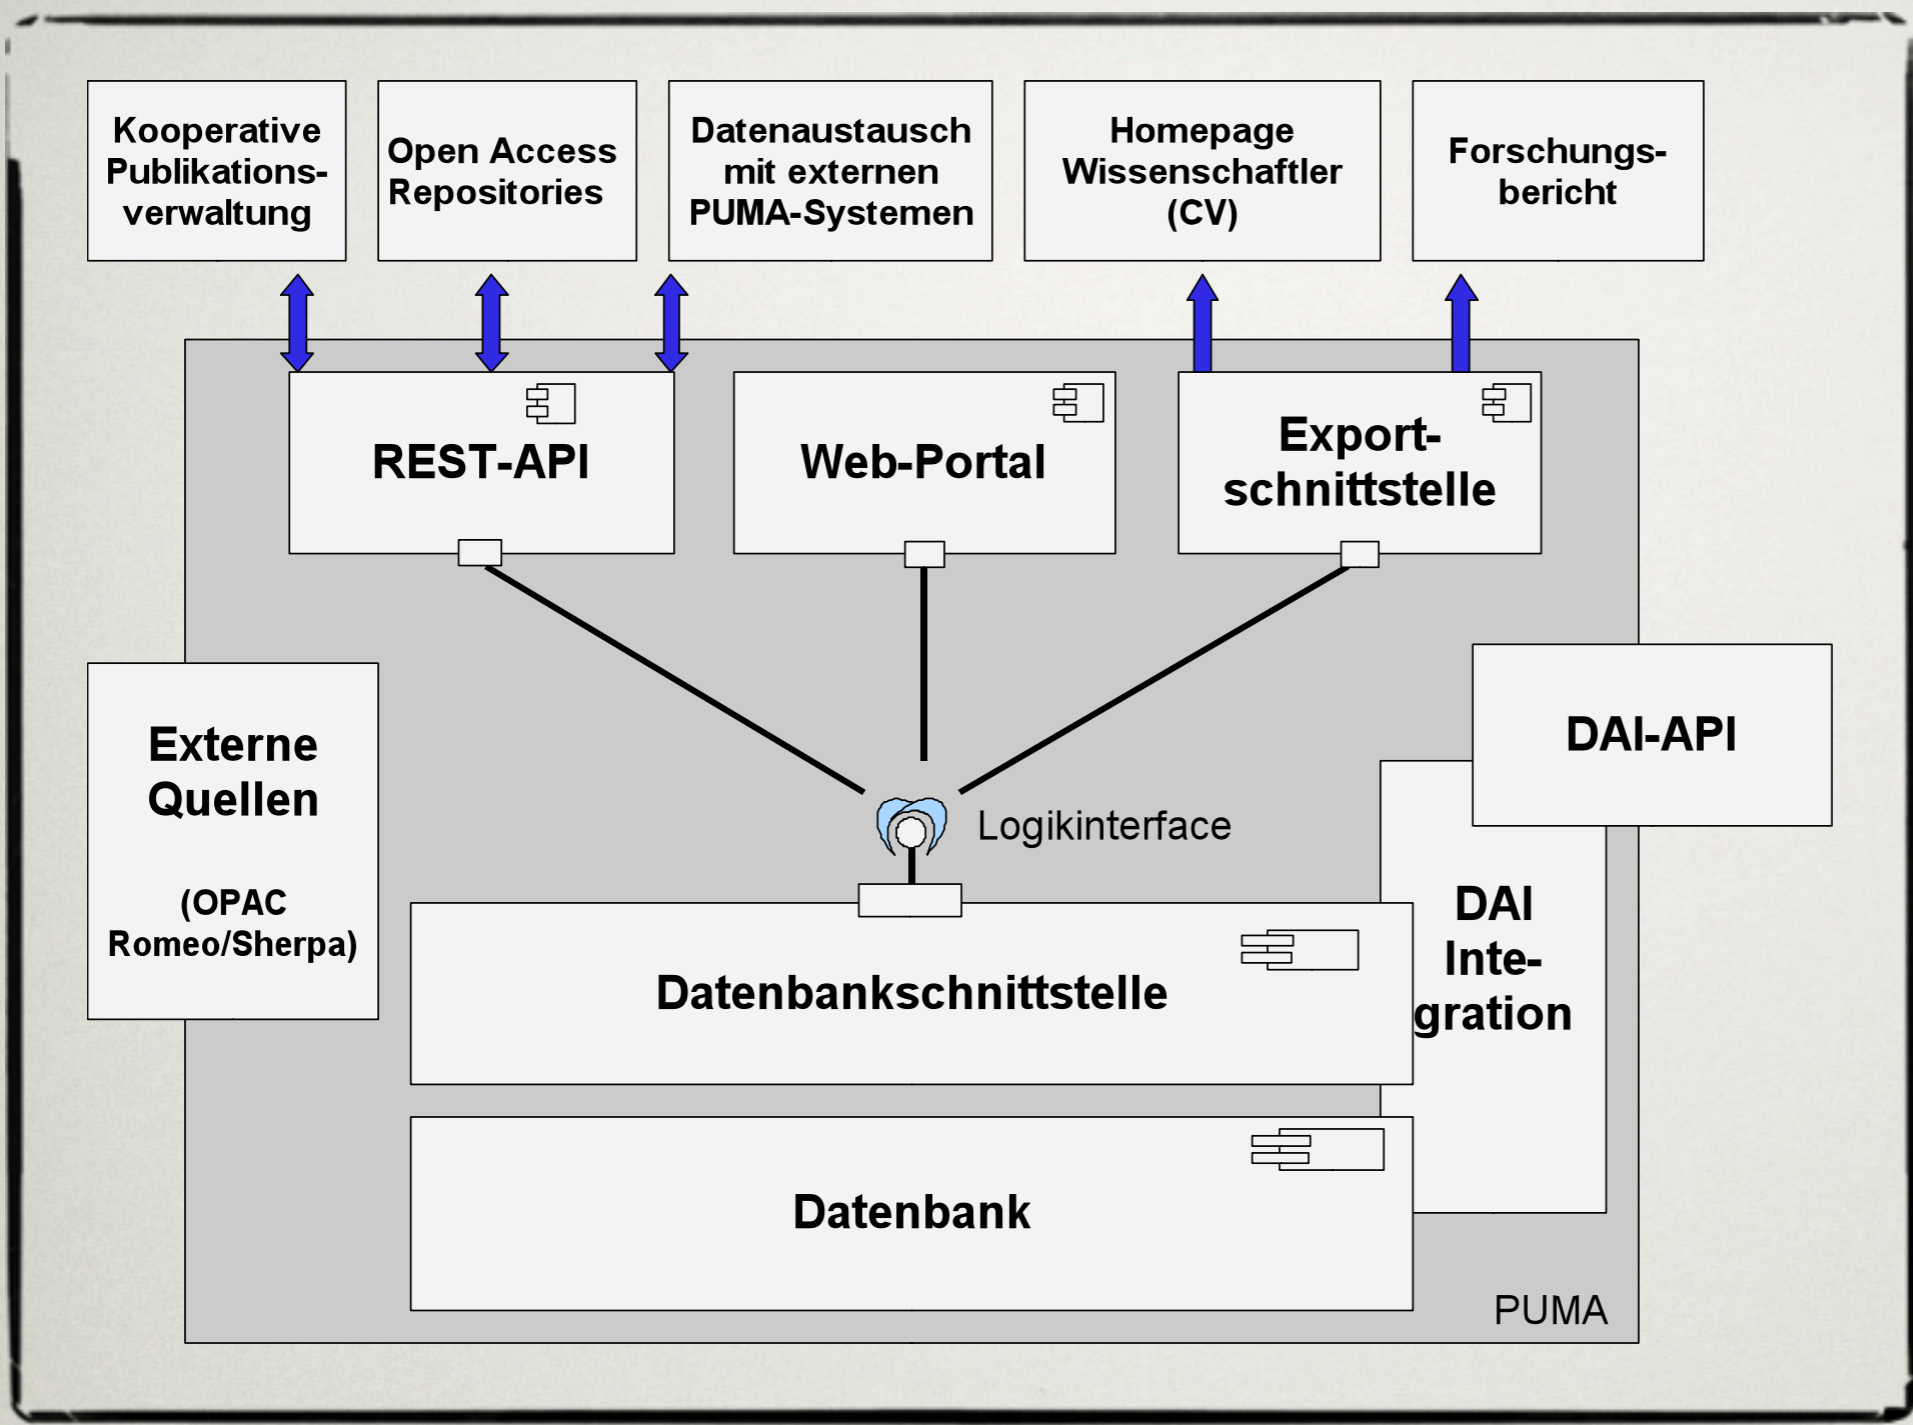 Kooperative
Publikations-
verwaltung
Open Access
Repositories
Datenaustausch
mit externen
PUMA-Systemen
Homepage
Wissenschaftler
(CV)
Forschungs-
bericht
REST-API
Web-Portal
Export-
schnittstelle
Externe
Quellen
(OPAC
Romeo/Sherpa)
DAI-API
Logikinterface
DAI
Inte-
gration
Datenbankschnittstelle
Datenbank
PUMA